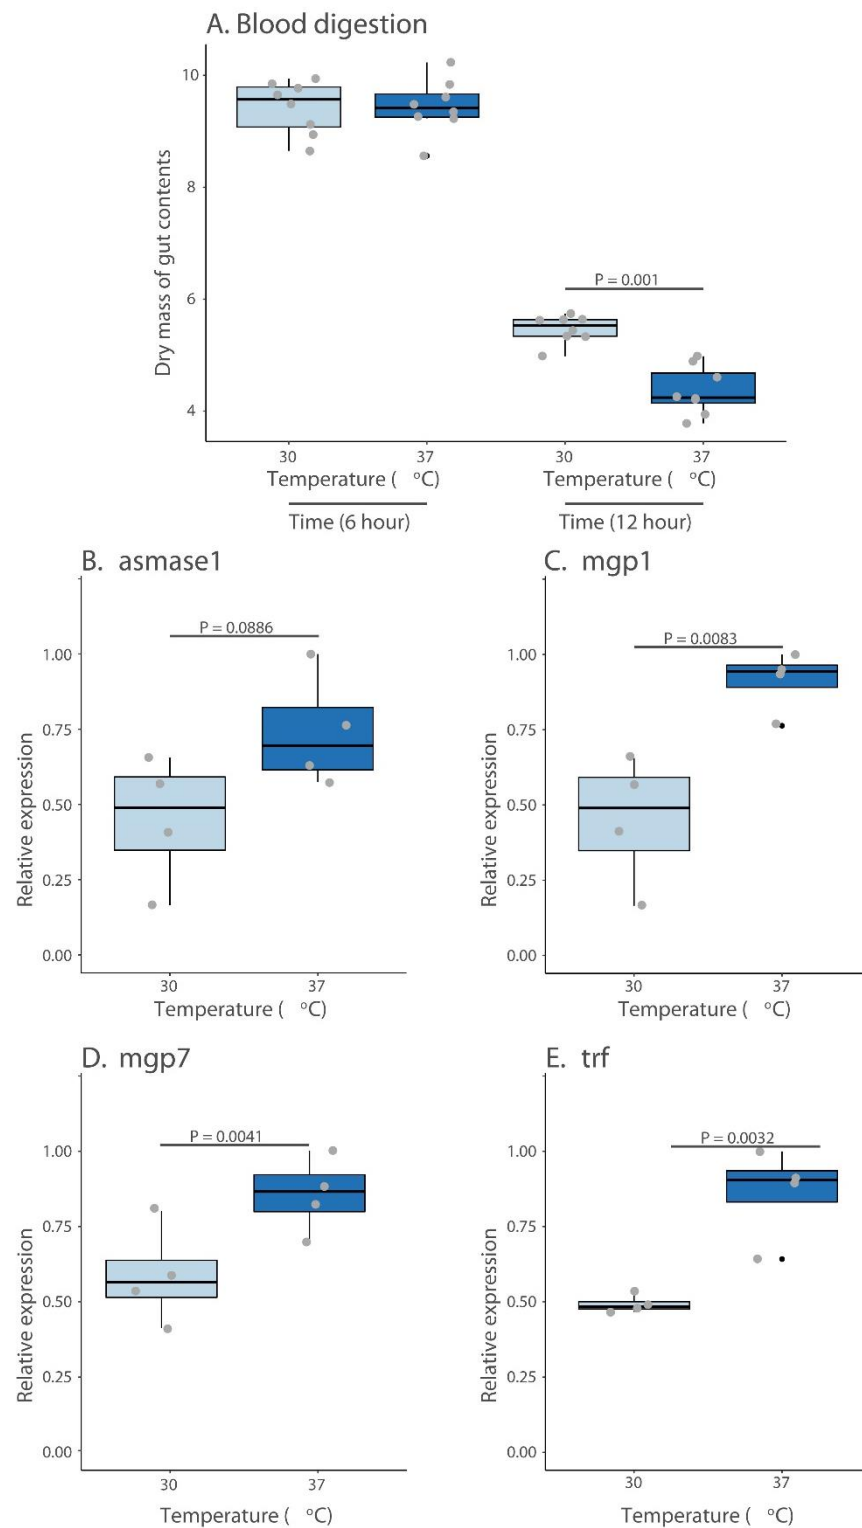 A. Blood digestion
Dry mass of gut contents
10
8
6
4
P = 0.001
30
37
30
37
Temperature ( °C)
Temperature ( °C)
Time (6 hour)
Time (12 hour)
B. asmase1
P = 0.0886
Relative expression
1.00
0.75
0.50
0.25
0.00
30
37
Temperature ( °C)
C. mgp1
P = 0.0083
Relative expression
1.00
0.75
0.50
0.25
0.00
30
37
Temperature ( °C)
D. mgp7
P = 0.0041
Relative expression
1.00
0.75
0.50
0.25
0.00
30
37
Temperature ( °C)
E. trf
P = 0.0032
Relative expression
1.00
0.75
0.50
0.25
0.00
30
37
Temperature ( °C)